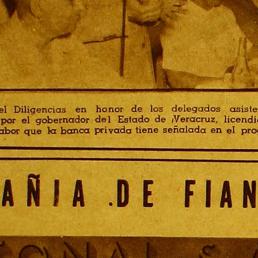 el Diligencias en honor de los delegados asiste
por el gobernador del Estado de Veracruz, licenci
abor que la banca privada tiene señalada en el pro
AÑIA DE FIAN
IONAL S A